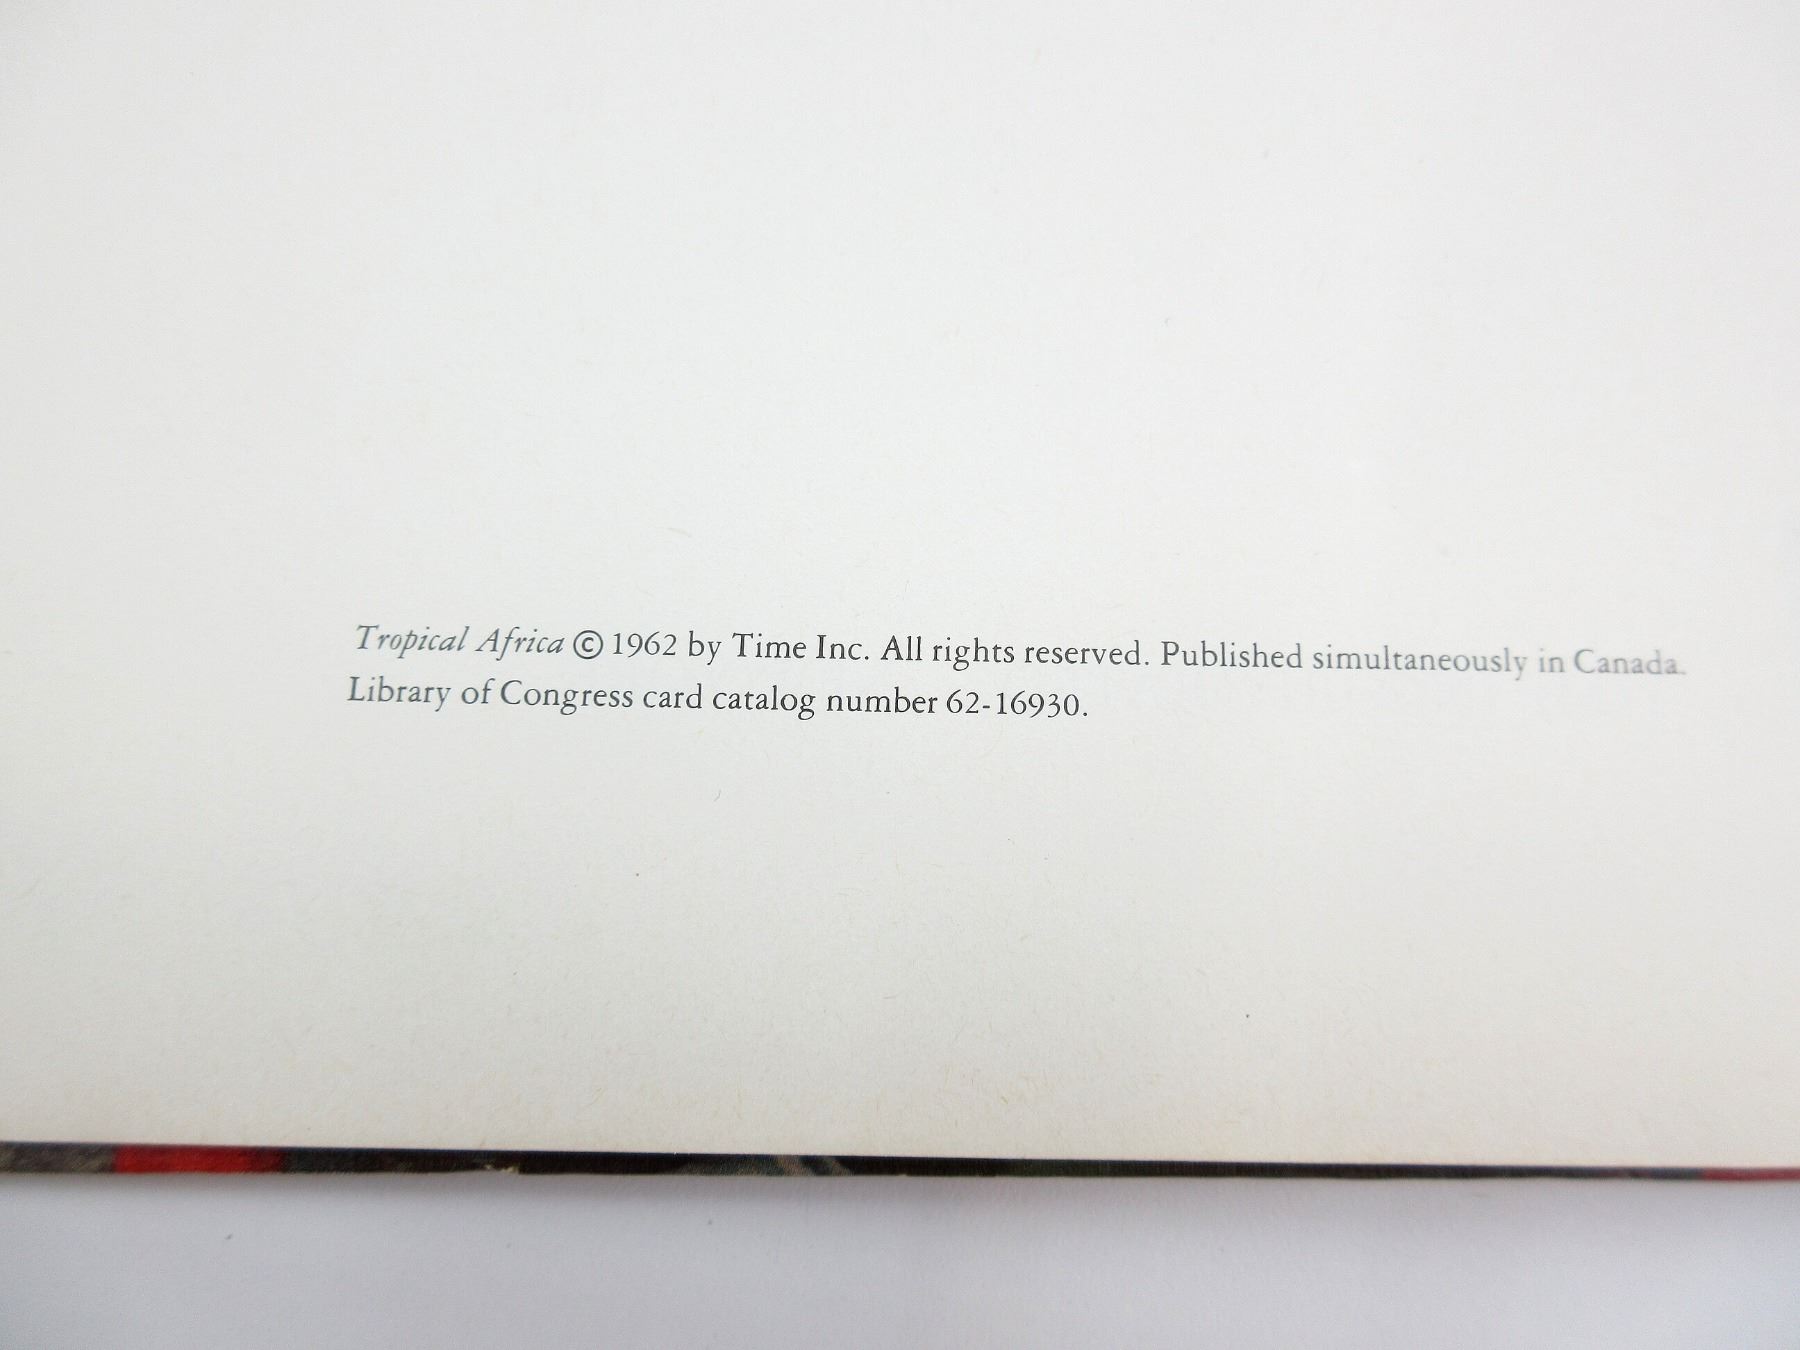 Tropical Africa © 1962 by Time Inc. All rights reserved. Published simultaneously in Canada.
Library of Congress card catalog number 62-16930.